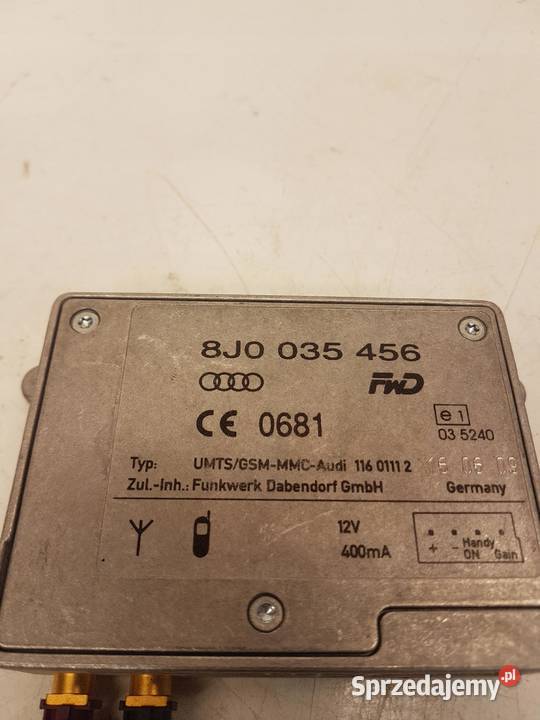 8J0 035 456
FWD
CE 0681
e1
03 5240
Typ: UMTS/GSM-MMC-Audi 116 0111 2
16 06 09
Zul.-Inh.: Funkwerk Dabendorf GmbH
Germany
12V
400mA
+ - Handy ON Gain
Sprzedajemy.pl